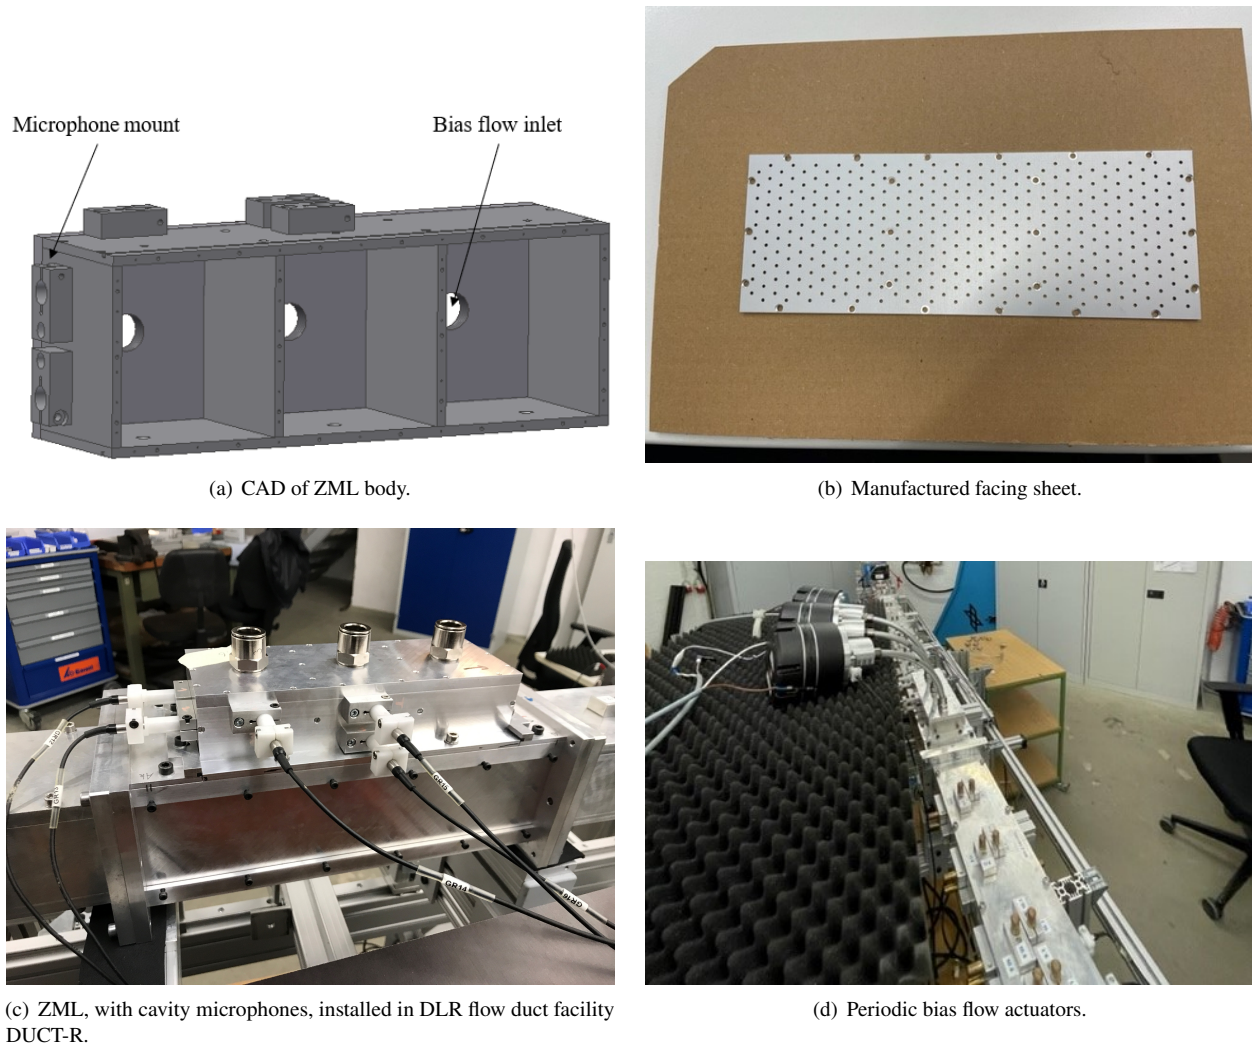 Microphone mount
Bias flow inlet
(a) CAD of ZML body.
(b) Manufactured facing sheet.
GR14
(c) ZML, with cavity microphones, installed in DLR flow duct facility
DUCT-R.
(d) Periodic bias flow actuators.